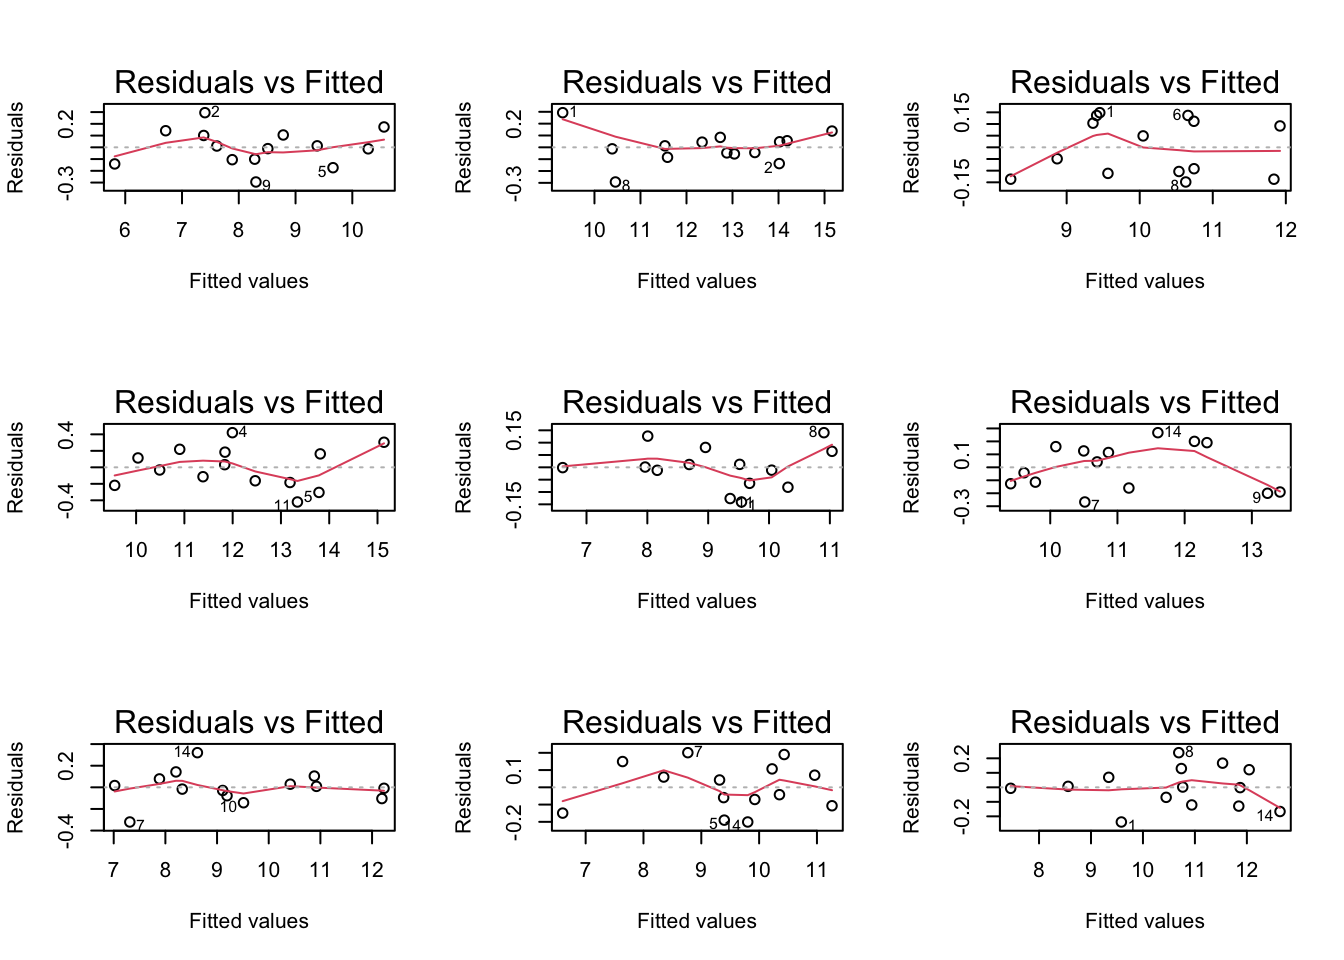 Residuals vs Fitted
Residuals
0.2
-0.3
2
5
9
6 7 8 9 10
Fitted values
Residuals vs Fitted
Residuals
0.2
-0.3
1
2
8
10 11 12 13 14 15
Fitted values
Residuals vs Fitted
Residuals
0.15
-0.15
1
6
8
9 10 11 12
Fitted values
Residuals vs Fitted
Residuals
0.4
-0.4
4
5
11
10 11 12 13 14 15
Fitted values
Residuals vs Fitted
Residuals
0.15
-0.15
8
11
7 8 9 10 11
Fitted values
Residuals vs Fitted
Residuals
0.1
-0.3
14
9
7
10 11 12 13
Fitted values
Residuals vs Fitted
Residuals
0.2
-0.4
14
10
7
7 8 9 10 11 12
Fitted values
Residuals vs Fitted
Residuals
0.1
-0.2
7
5 14
7 8 9 10 11
Fitted values
Residuals vs Fitted
Residuals
0.2
-0.2
8
14
1
8 9 10 11 12
Fitted values